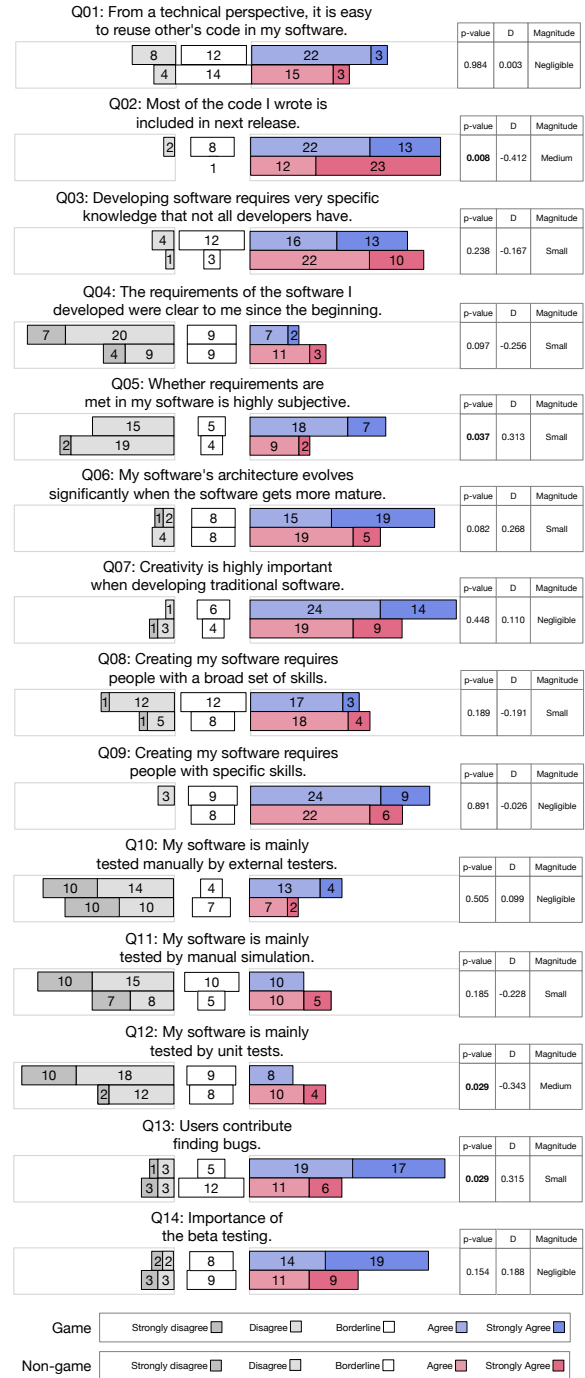 Q01: From a technical perspective, it is easy
to reuse other's code in my software.
p-value D Magnitude
8 12 22 3
4 14 15 3
0.984 0.003 Negligible
Q02: Most of the code I wrote is
included in next release.
p-value D Magnitude
2 8 22 13
1 12 23
0.008 -0.412 Medium
Q03: Developing software requires very specific
knowledge that not all developers have.
p-value D Magnitude
4 12 16 13
1 3 22 10
0.238 -0.167 Small
Q04: The requirements of the software I
developed were clear to me since the beginning.
p-value D Magnitude
7 20 9 7 2
4 9 9 11 3
0.097 -0.256 Small
Q05: Whether requirements are
met in my software is highly subjective.
p-value D Magnitude
15 5 18 7
2 19 4 9 2
0.037 0.313 Small
Q06: My software's architecture evolves
significantly when the software gets more mature.
p-value D Magnitude
1 2 8 15 19
4 8 19 5
0.082 0.268 Small
Q07: Creativity is highly important
when developing traditional software.
p-value D Magnitude
1 6 24 14
1 3 4 19 9
0.448 0.110 Negligible
Q08: Creating my software requires
people with a broad set of skills.
p-value D Magnitude
1 12 12 17 3
1 5 8 18 4
0.189 -0.191 Small
Q09: Creating my software requires
people with specific skills.
p-value D Magnitude
3 9 24 9
8 22 6
0.891 -0.026 Negligible
Q10: My software is mainly
tested manually by external testers.
p-value D Magnitude
10 14 4 13 4
10 10 7 7 2
0.505 0.099 Negligible
Q11: My software is mainly
tested by manual simulation.
p-value D Magnitude
10 15 10 10
7 8 5 10 5
0.185 -0.228 Small
Q12: My software is mainly
tested by unit tests.
p-value D Magnitude
10 18 9 8
2 12 8 10 4
0.029 -0.343 Medium
Q13: Users contribute
finding bugs.
p-value D Magnitude
1 3 5 19 17
3 3 12 11 6
0.029 0.315 Small
Q14: Importance of
the beta testing.
p-value D Magnitude
2 2 8 14 19
3 3 9 11 9
0.154 0.188 Negligible
Game Strongly disagree Disagree Borderline Agree Strongly Agree
Non-game Strongly disagree Disagree Borderline Agree Strongly Agree